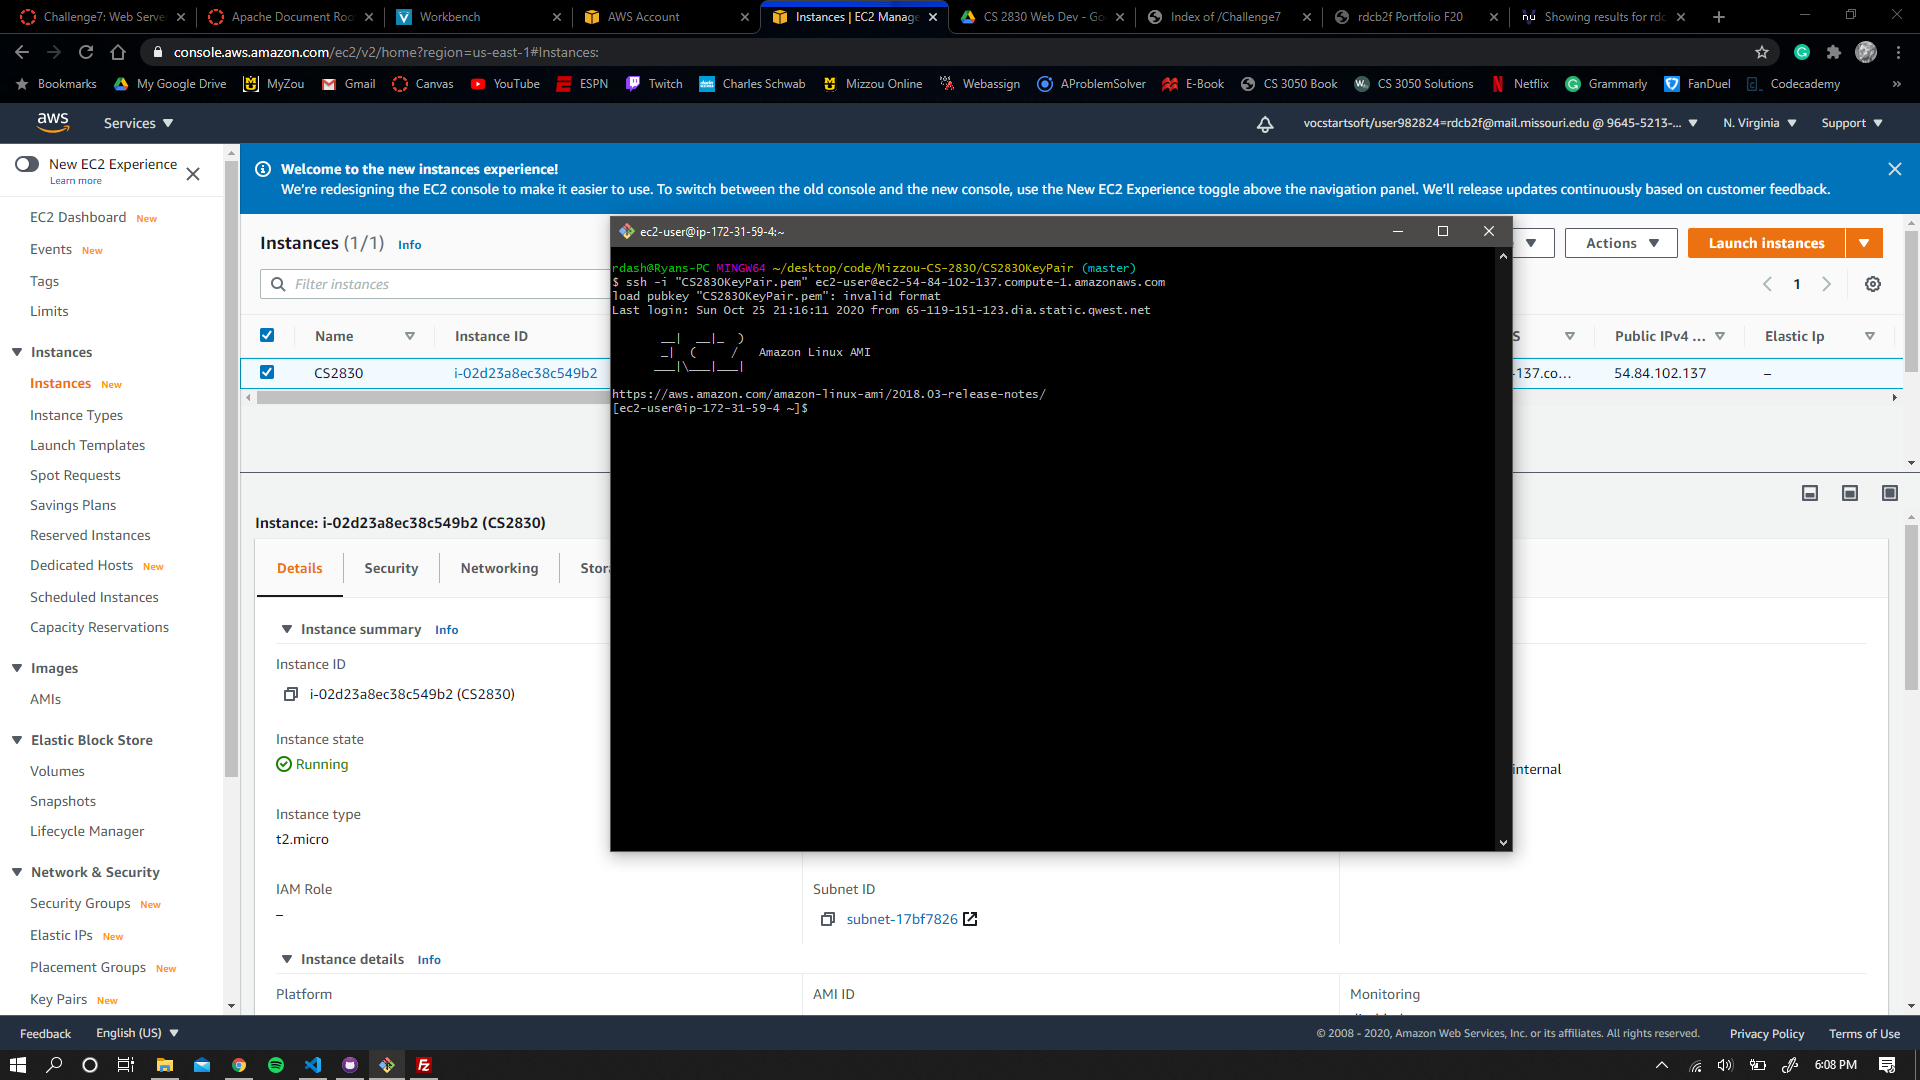 Challenge7: Web Serve
Apache Document Roo
Workbench
AWS Account
Instances | EC2 Manage
CS 2830 Web Dev - Go
Index of /Challenge7
rdcb2f Portfolio F20
Showing results for rdc
console.aws.amazon.com/ec2/v2/home?region=us-east-1#Instances:
Bookmarks
My Google Drive
MyZou
Gmail
Canvas
YouTube
ESPN
Twitch
Charles Schwab
Mizzou Online
Webassign
AProblemSolver
E-Book
CS 3050 Book
CS 3050 Solutions
Netflix
Grammarly
FanDuel
Codecademy
»
aws
Services
vocstartsoft/user982824=rdcb2f@mail.missouri.edu @ 9645-5213-...
N. Virginia
Support
New EC2 Experience
Learn more
Welcome to the new instances experience!
We're redesigning the EC2 console to make it easier to use. To switch between the old console and the new console, use the New EC2 Experience toggle above the navigation panel. We'll release updates continuously based on customer feedback.
EC2 Dashboard New
Events New
Tags
Limits
Instances
Instances New
Instance Types
Launch Templates
Spot Requests
Savings Plans
Reserved Instances
Dedicated Hosts New
Scheduled Instances
Capacity Reservations
Images
AMIs
Elastic Block Store
Volumes
Snapshots
Lifecycle Manager
Network & Security
Security Groups New
Elastic IPs New
Placement Groups New
Key Pairs New
Instances (1/1) Info
Actions
Launch instances
Filter instances
1
Name
Instance ID
S
Public IPv4 ...
Elastic Ip
CS2830
i-02d23a8ec38c549b2
-137.co...
54.84.102.137
–
ec2-user@ip-172-31-59-4:~
rdash@Ryans-PC MINGW64 ~/desktop/code/Mizzou-CS-2830/CS2830KeyPair (master)
$ ssh -i "CS2830KeyPair.pem" ec2-user@ec2-54-84-102-137.compute-1.amazonaws.com
load pubkey "CS2830KeyPair.pem": invalid format
Last login: Sun Oct 25 21:16:11 2020 from 65-119-151-123.dia.static.qwest.net
__|  __|_  )
_|  (     /   Amazon Linux AMI
___|\___|___|
https://aws.amazon.com/amazon-linux-ami/2018.03-release-notes/
[ec2-user@ip-172-31-59-4 ~]$
Instance: i-02d23a8ec38c549b2 (CS2830)
Details
Security
Networking
Stor
Instance summary Info
Instance ID
i-02d23a8ec38c549b2 (CS2830)
Instance state
Running
internal
Instance type
t2.micro
IAM Role
–
Subnet ID
subnet-17bf7826
Instance details Info
Platform
AMI ID
Monitoring
Feedback
English (US)
© 2008 - 2020, Amazon Web Services, Inc. or its affiliates. All rights reserved.
Privacy Policy
Terms of Use
6:08 PM